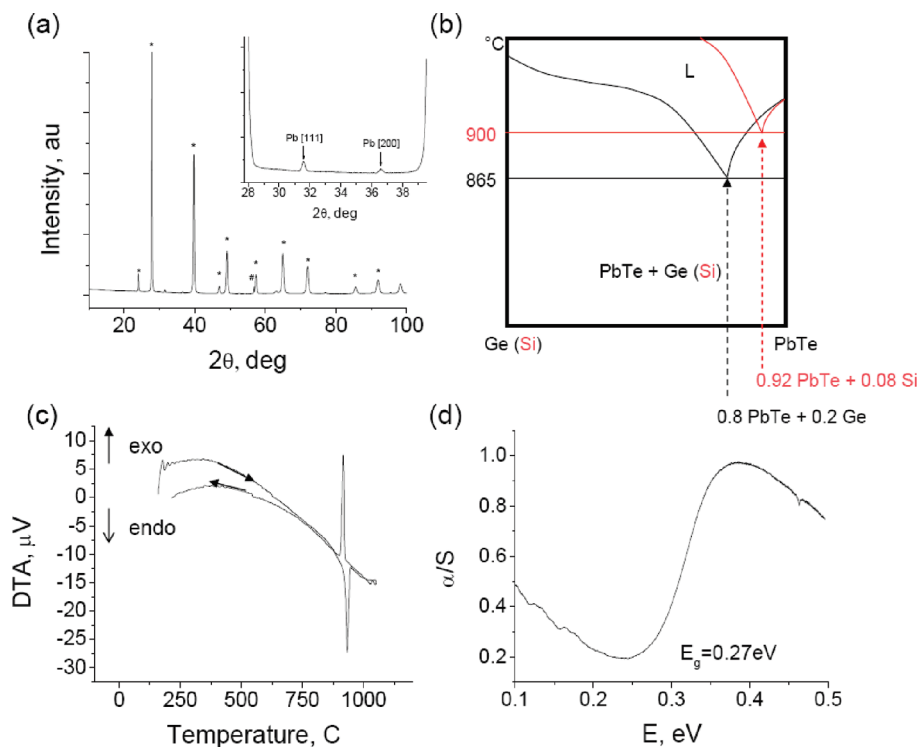 (a)
Intensity, au
*
*
*
*
*
#
*
*
*
*
*
Pb [111]
Pb [200]
28 30 32 34 36 38
2θ, deg
20 40 60 80 100
2θ, deg
(b)
°C
L
900
865
PbTe + Ge (Si)
Ge (Si)
PbTe
0.92 PbTe + 0.08 Si
0.8 PbTe + 0.2 Ge
(c)
10
5
0
-5
-10
-15
-20
-25
-30
exo
endo
DTA, μV
0 250 500 750 1000
Temperature, C
(d)
1.0
0.8
0.6
0.4
0.2
α/S
E_g=0.27eV
0.1 0.2 0.3 0.4 0.5
E, eV